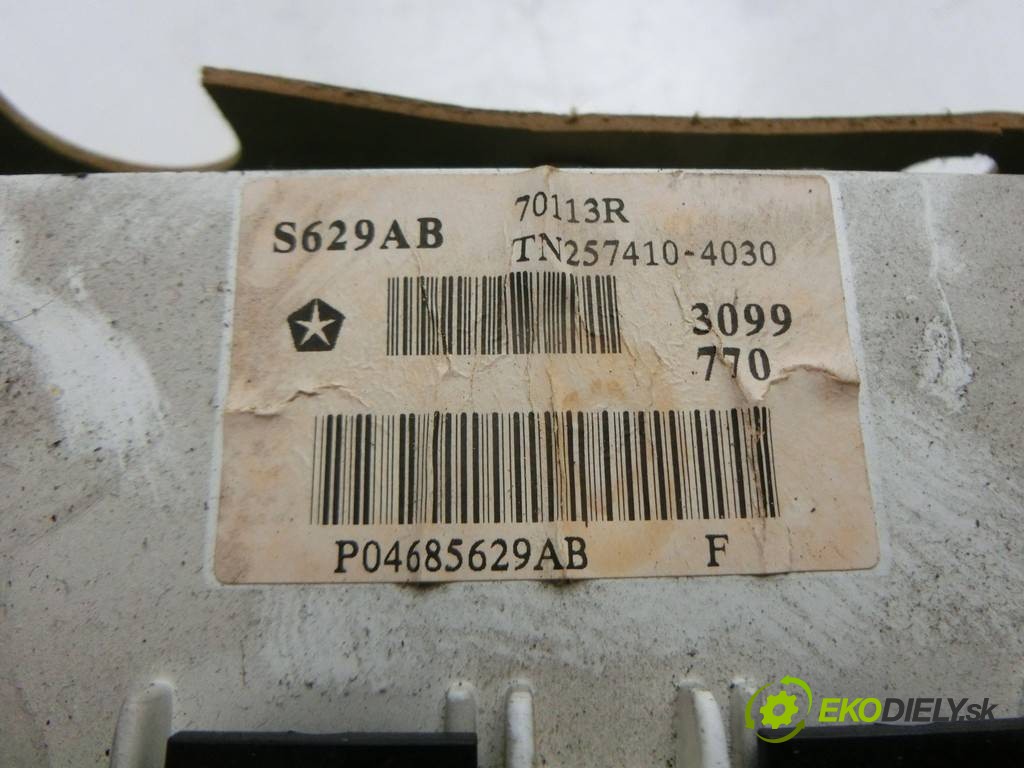 S629AB
70113R
TN257410-4030
3099
770
P04685629AB F
EKODIELY.sk